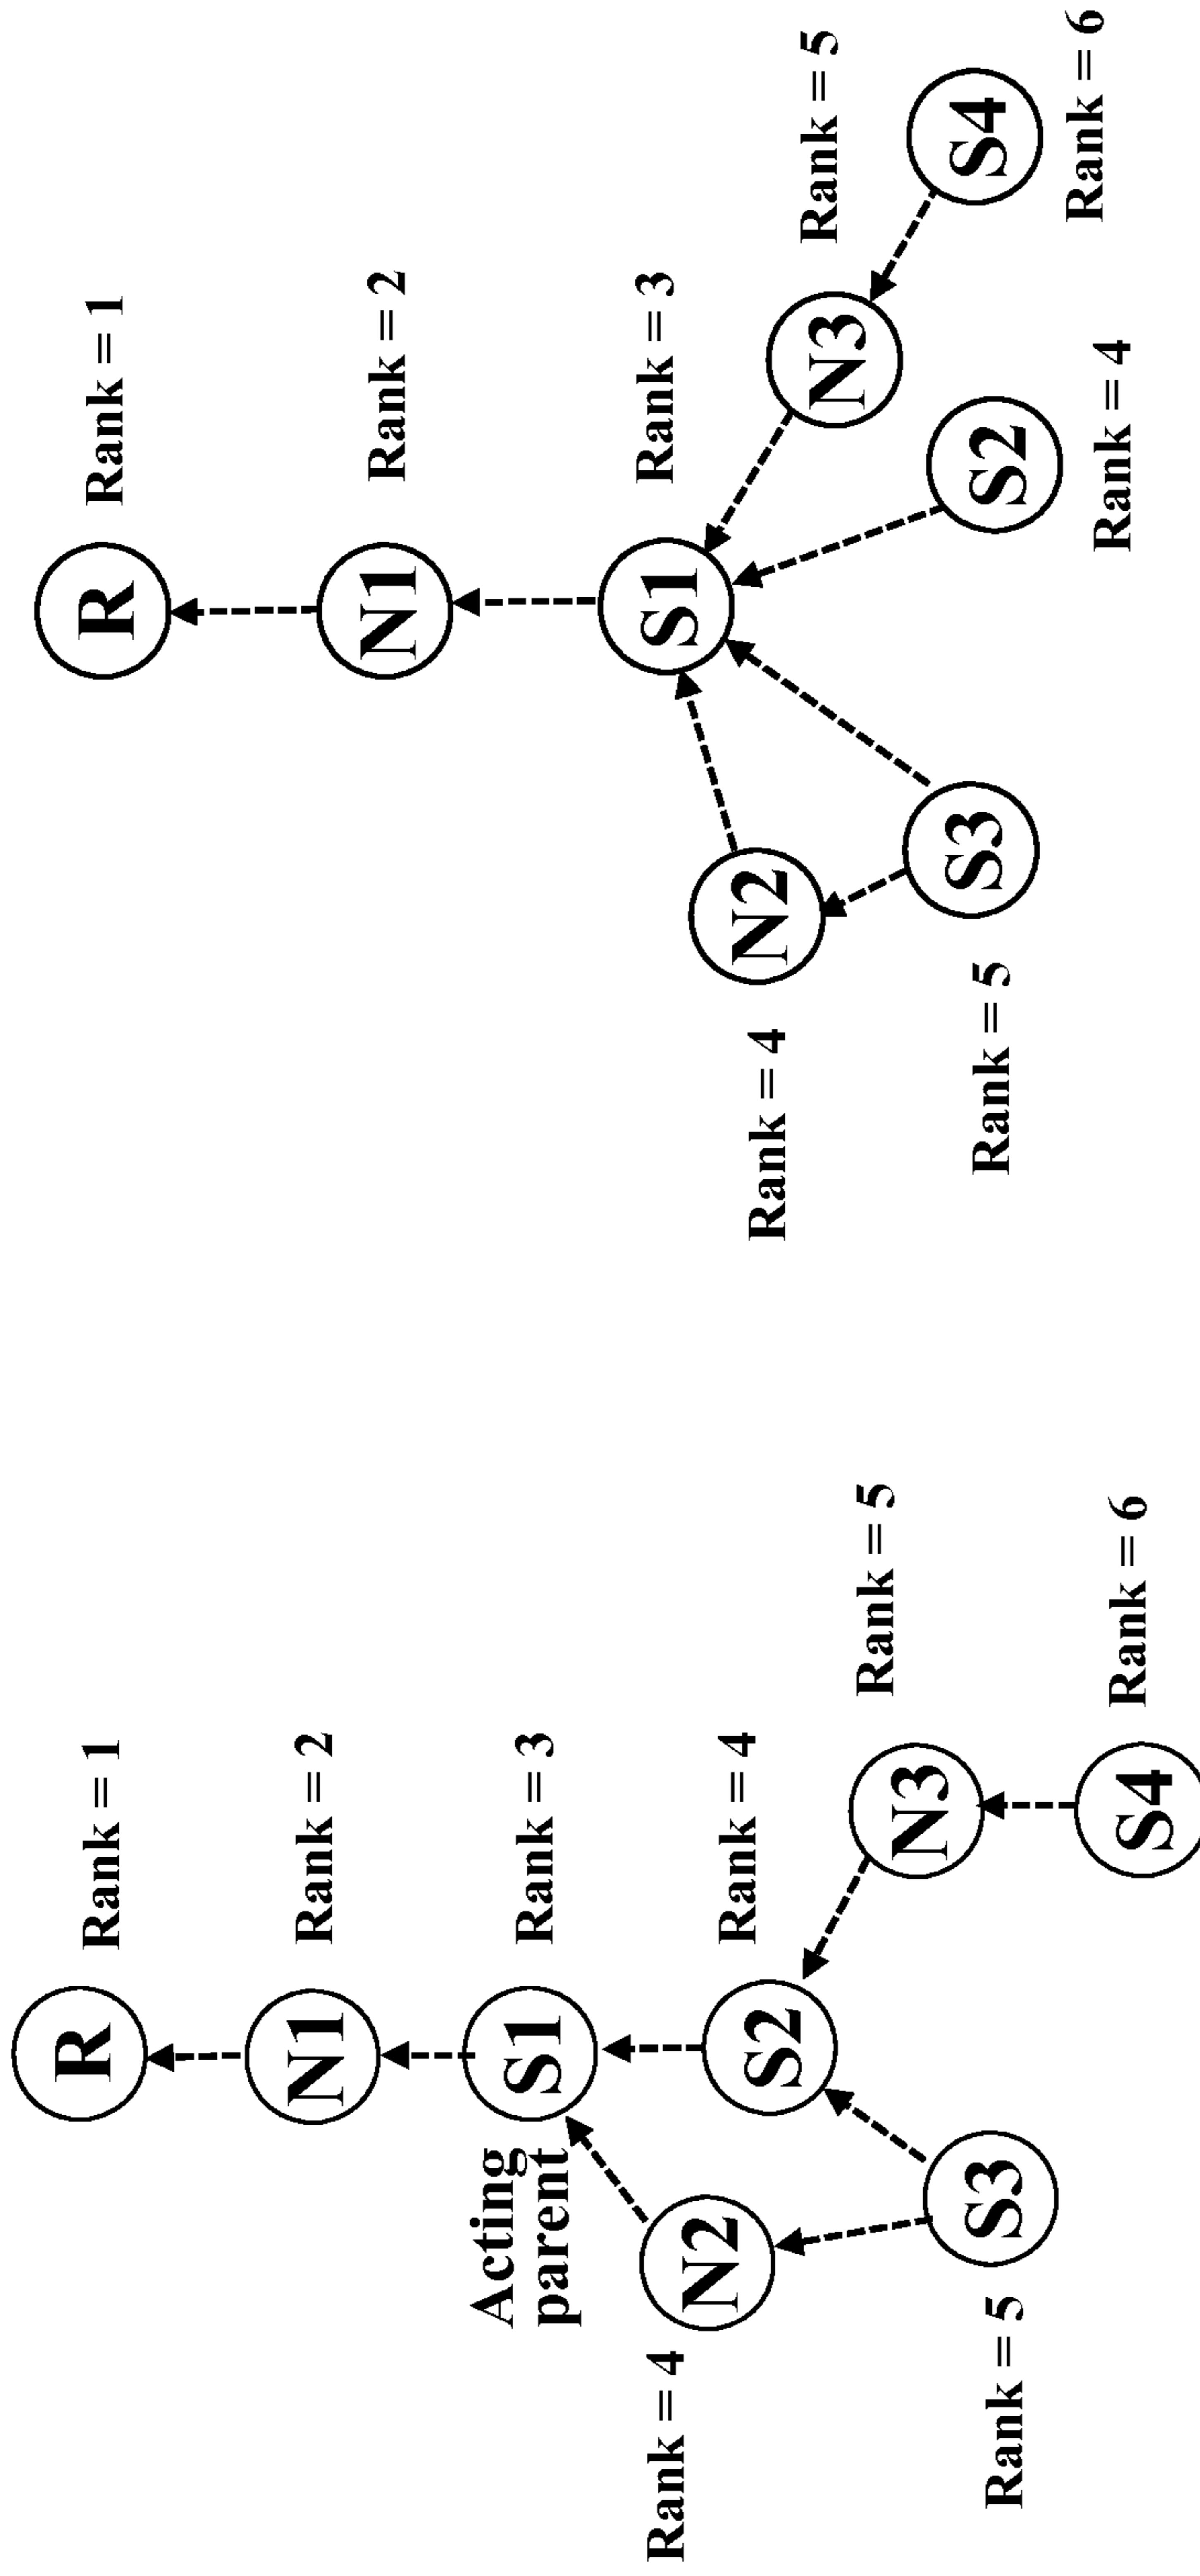 R
Rank = 1
N1
Rank = 2
Acting
parent
S1
Rank = 3
Rank = 4
N2
S2
Rank = 4
Rank = 5
N3
Rank = 5
S3
S4
Rank = 6
R
Rank = 1
N1
Rank = 2
S1
Rank = 3
Rank = 4
N2
N3
Rank = 5
Rank = 5
S3
S2
Rank = 4
S4
Rank = 6